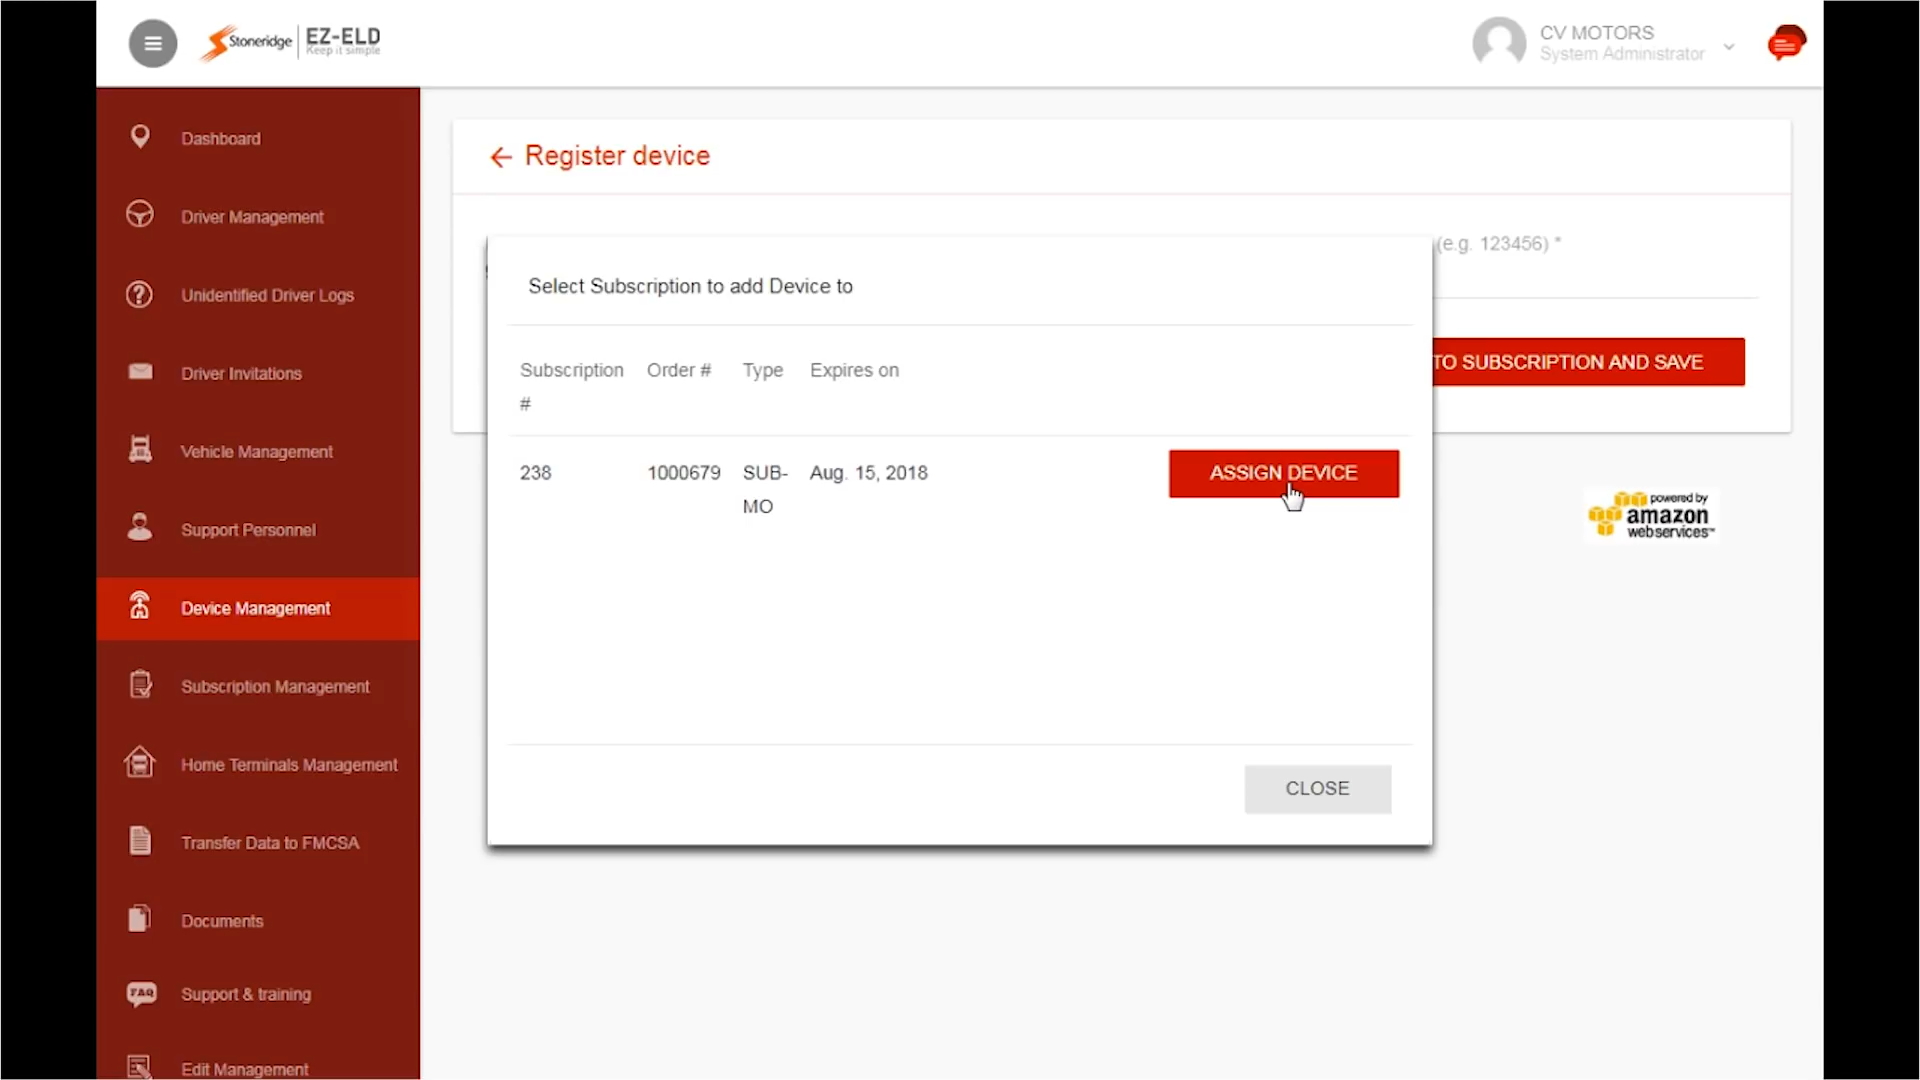 Stoneridge
EZ-ELD
Keep it simple
CV MOTORS
System Administrator
Dashboard
Driver Management
Unidentified Driver Logs
Driver Invitations
Vehicle Management
Support Personnel
Device Management
Subscription Management
Home Terminals Management
Transfer Data to FMCSA
Documents
FAQ
Support & training
Edit Management
Register device
(e.g. 123456) *
TO SUBSCRIPTION AND SAVE
Select Subscription to add Device to
Subscription # Order # Type Expires on
238 1000679 SUB-MO Aug. 15, 2018
ASSIGN DEVICE
CLOSE
powered by
amazon
webservices™